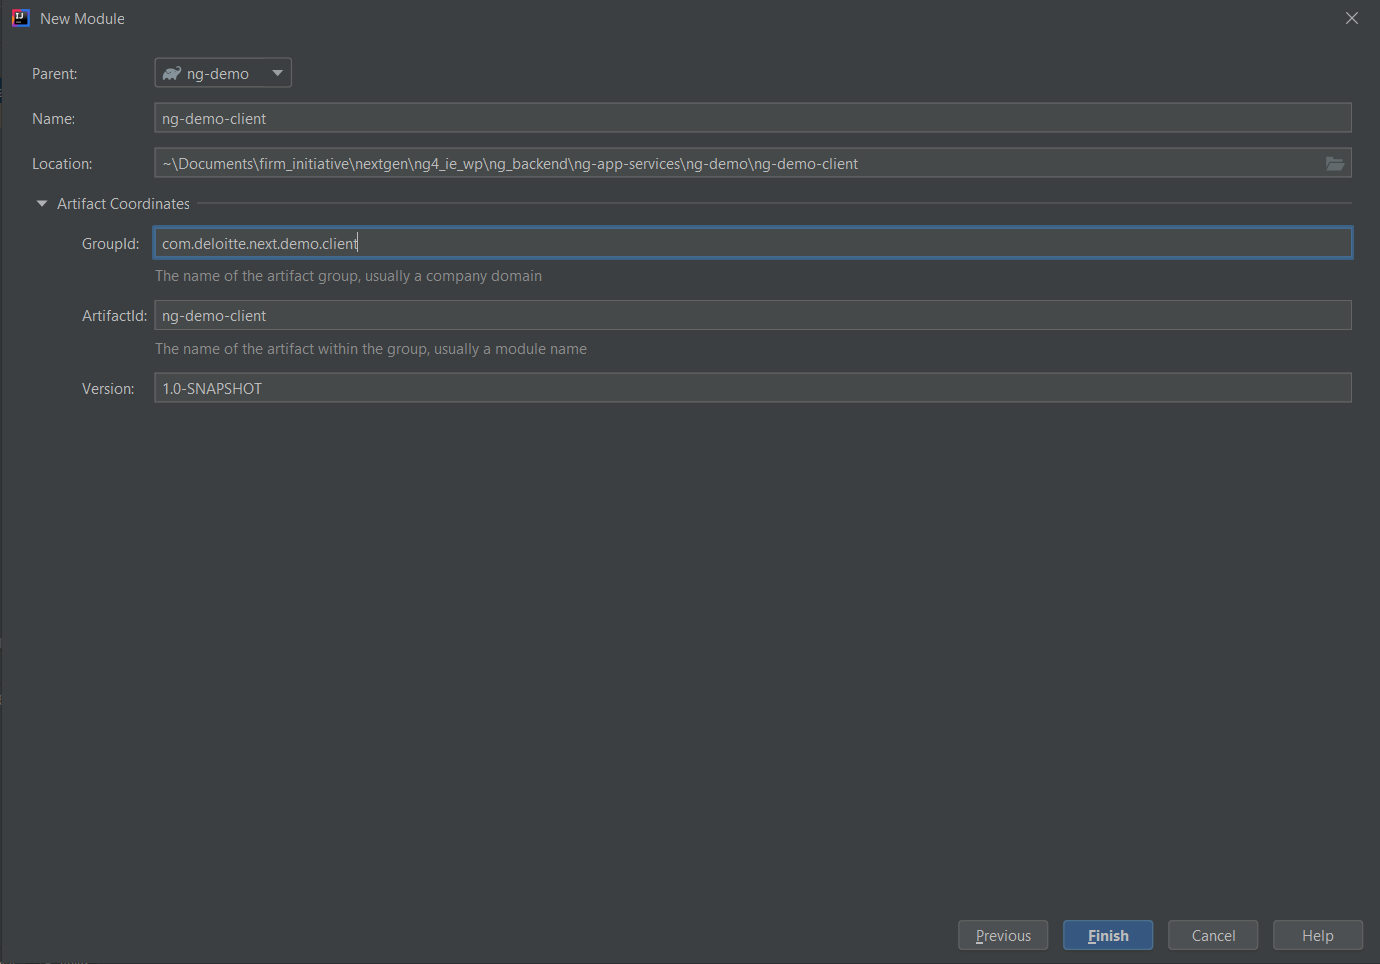 New Module
Parent: ng-demo
Name: ng-demo-client
Location: ~\Documents\firm_initiative\nextgen\ng4_ie_wp\ng_backend\ng-app-services\ng-demo\ng-demo-client
Artifact Coordinates
GroupId: com.deloitte.next.demo.client
The name of the artifact group, usually a company domain
ArtifactId: ng-demo-client
The name of the artifact within the group, usually a module name
Version: 1.0-SNAPSHOT
Previous Finish Cancel Help